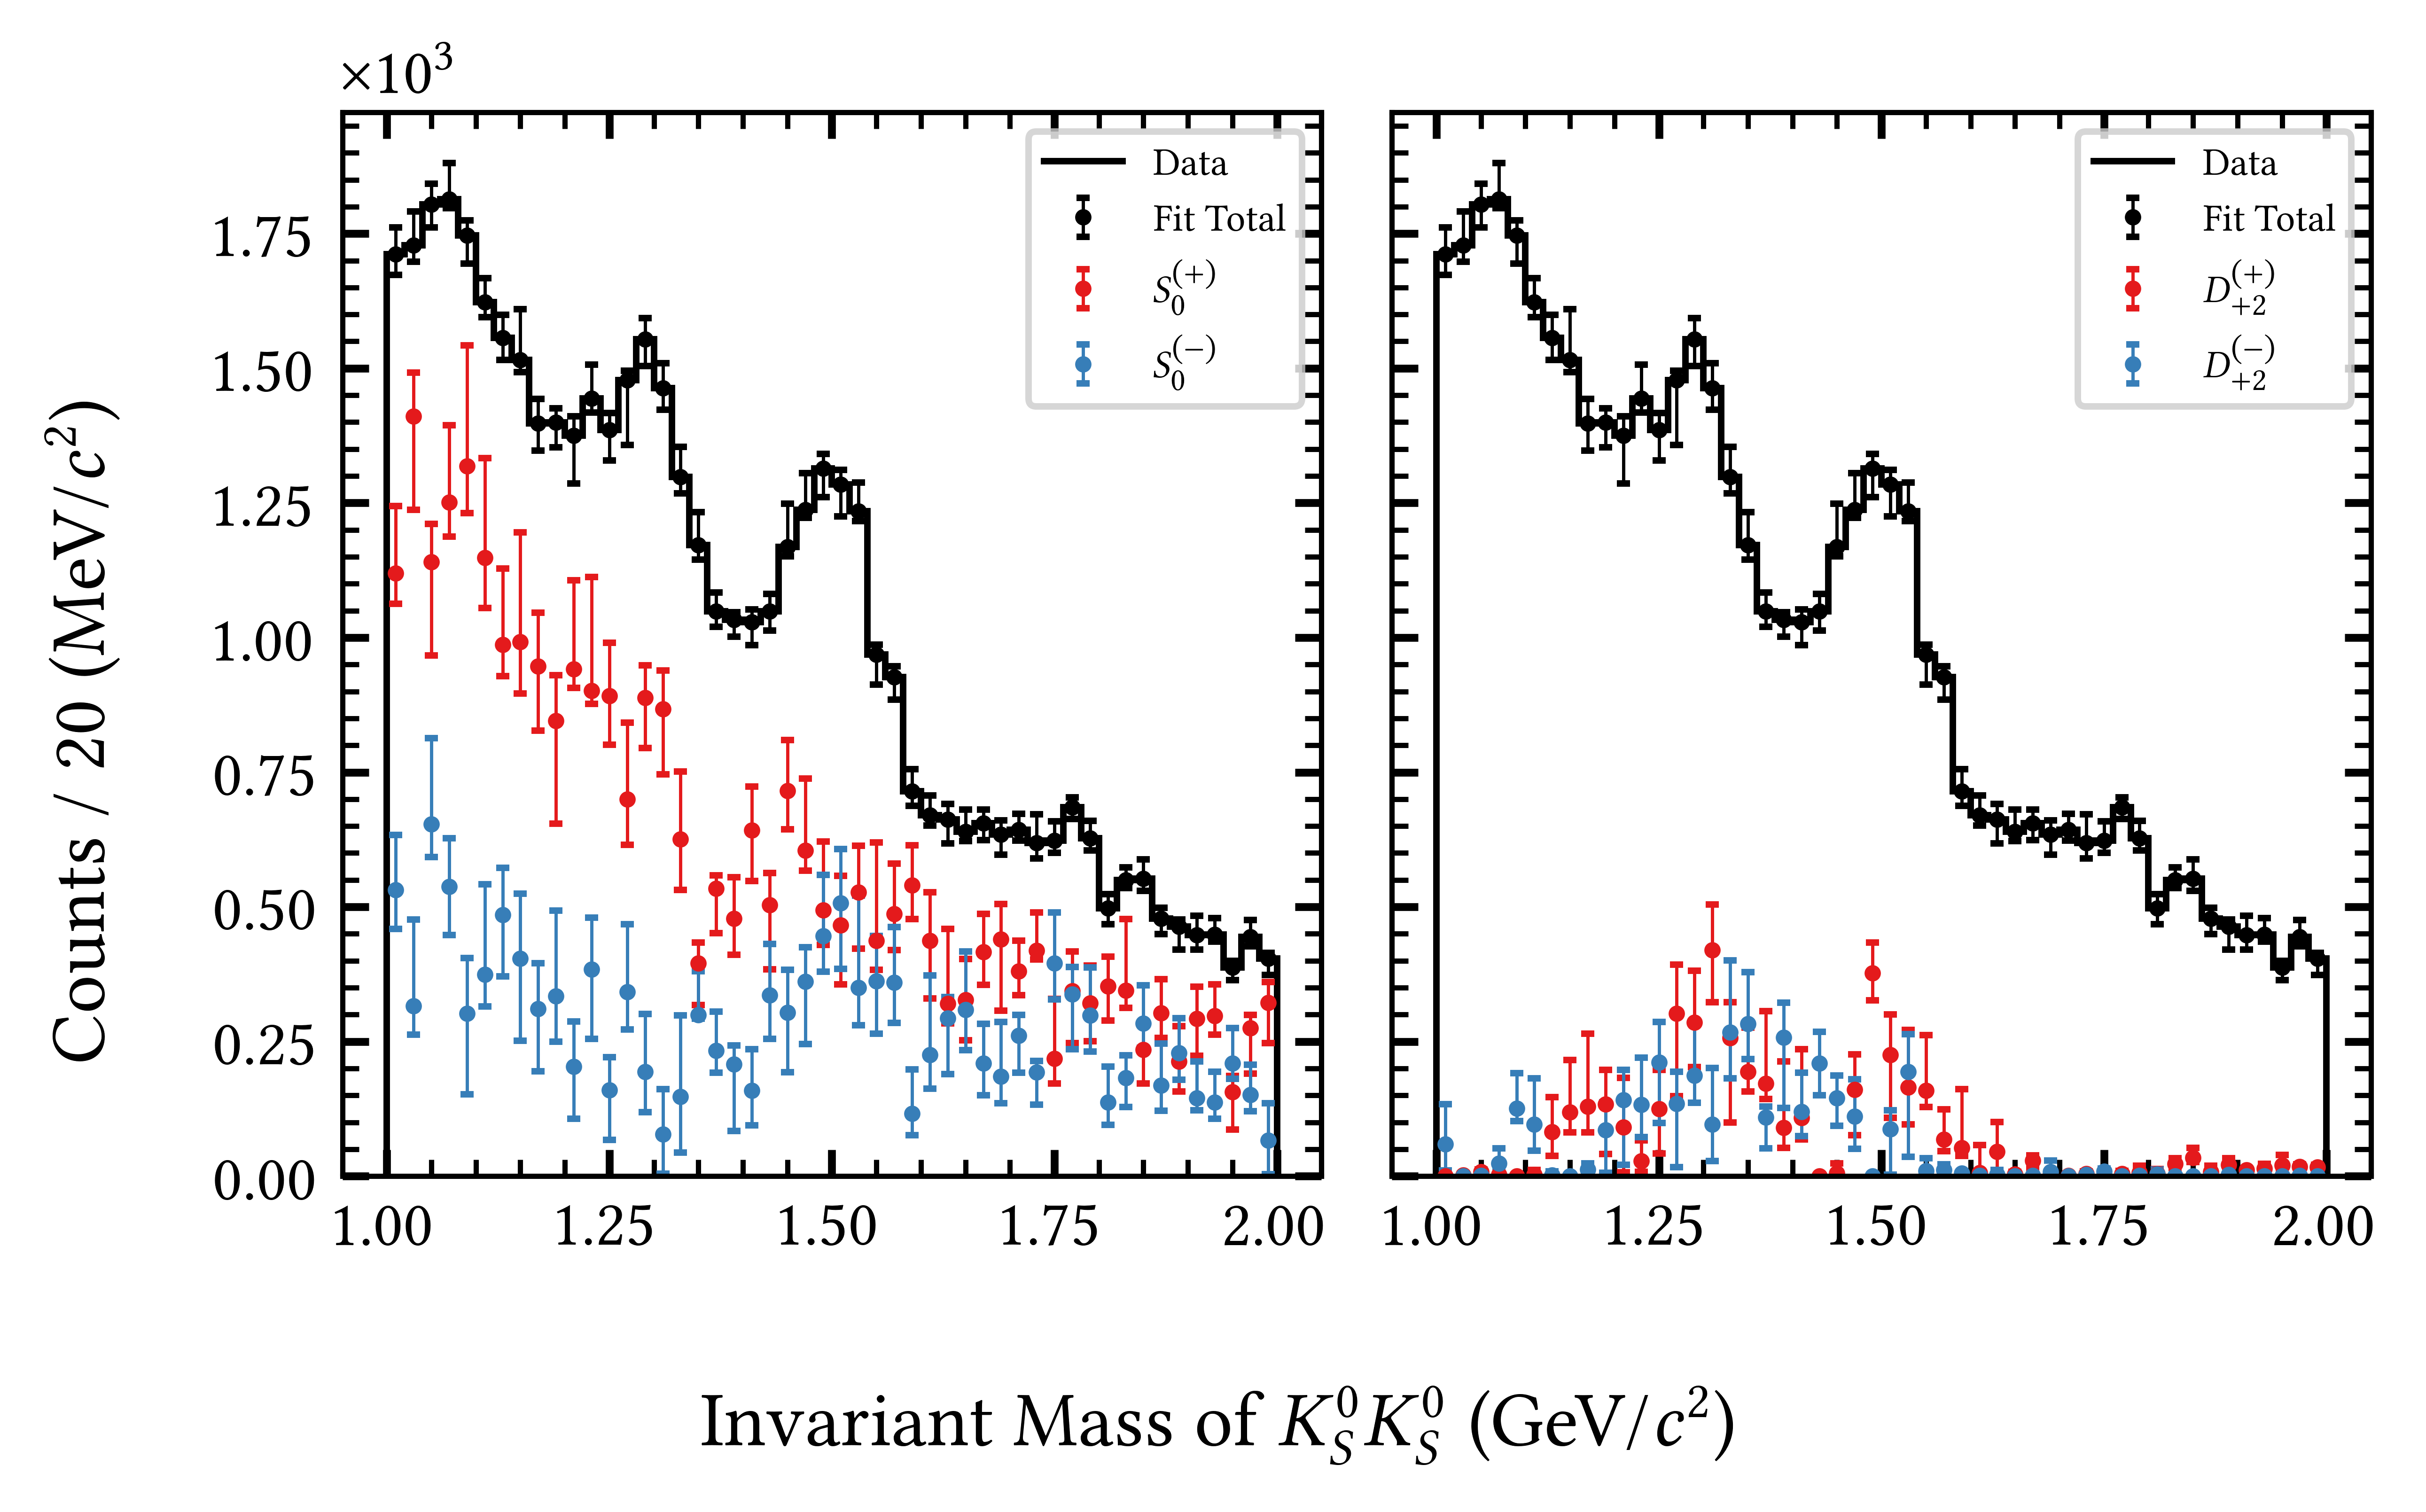 ×10³
Counts / 20 (MeV/c²)
1.75
1.50
1.25
1.00
0.75
0.50
0.25
0.00
Data
Fit Total
S₀⁽⁺⁾
S₀⁽⁻⁾
1.00 1.25 1.50 1.75 2.00
Data
Fit Total
D₊₂⁽⁺⁾
D₊₂⁽⁻⁾
1.00 1.25 1.50 1.75 2.00
Invariant Mass of K_S⁰K_S⁰ (GeV/c²)